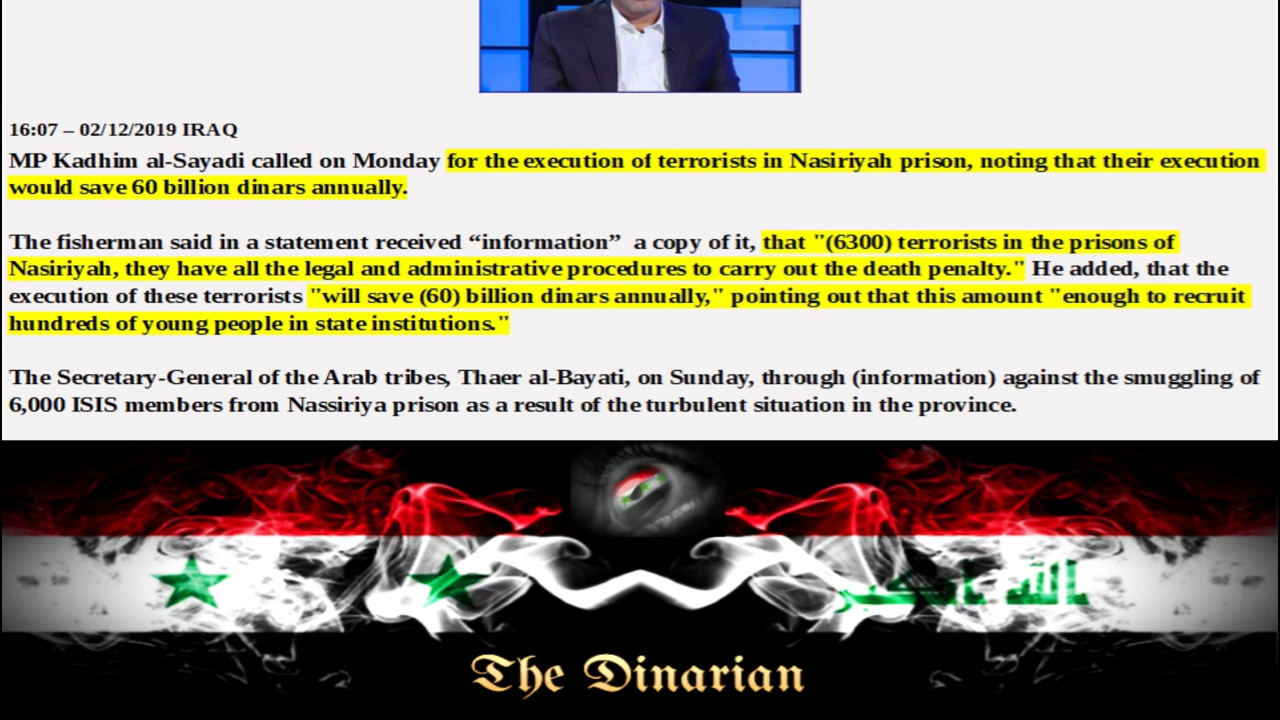 16:07 – 02/12/2019 IRAQ
MP Kadhim al-Sayadi called on Monday for the execution of terrorists in Nasiriyah prison, noting that their execution
would save 60 billion dinars annually.
The fisherman said in a statement received “information” a copy of it, that "(6300) terrorists in the prisons of
Nasiriyah, they have all the legal and administrative procedures to carry out the death penalty." He added, that the
execution of these terrorists "will save (60) billion dinars annually," pointing out that this amount "enough to recruit
hundreds of young people in state institutions."
The Secretary-General of the Arab tribes, Thaer al-Bayati, on Sunday, through (information) against the smuggling of
6,000 ISIS members from Nassiriya prison as a result of the turbulent situation in the province.
الله اكبر
The Dinarian